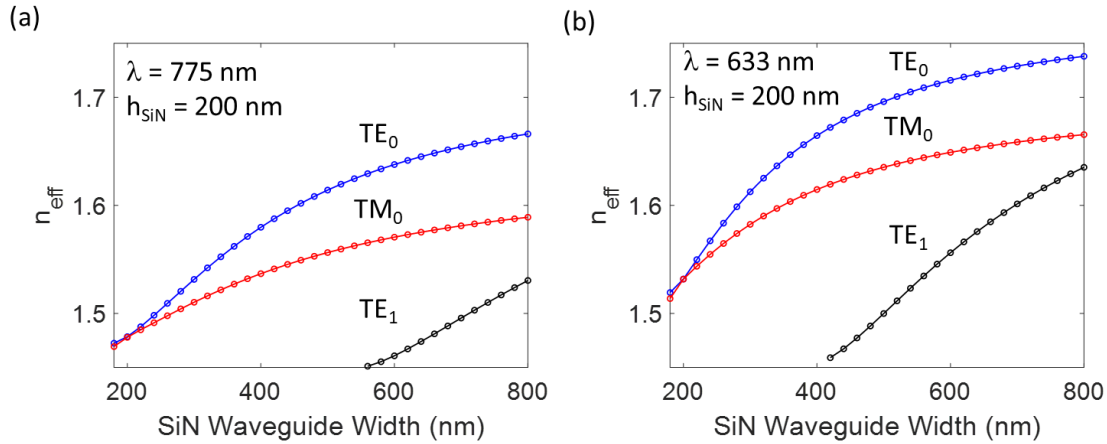 (a)
λ = 775 nm
h_SiN = 200 nm
TE₀
TM₀
TE₁
1.7
1.6
1.5
n_eff
200
400
600
800
SiN Waveguide Width (nm)
(b)
λ = 633 nm
h_SiN = 200 nm
TE₀
TM₀
TE₁
1.7
1.6
1.5
n_eff
200
400
600
800
SiN Waveguide Width (nm)